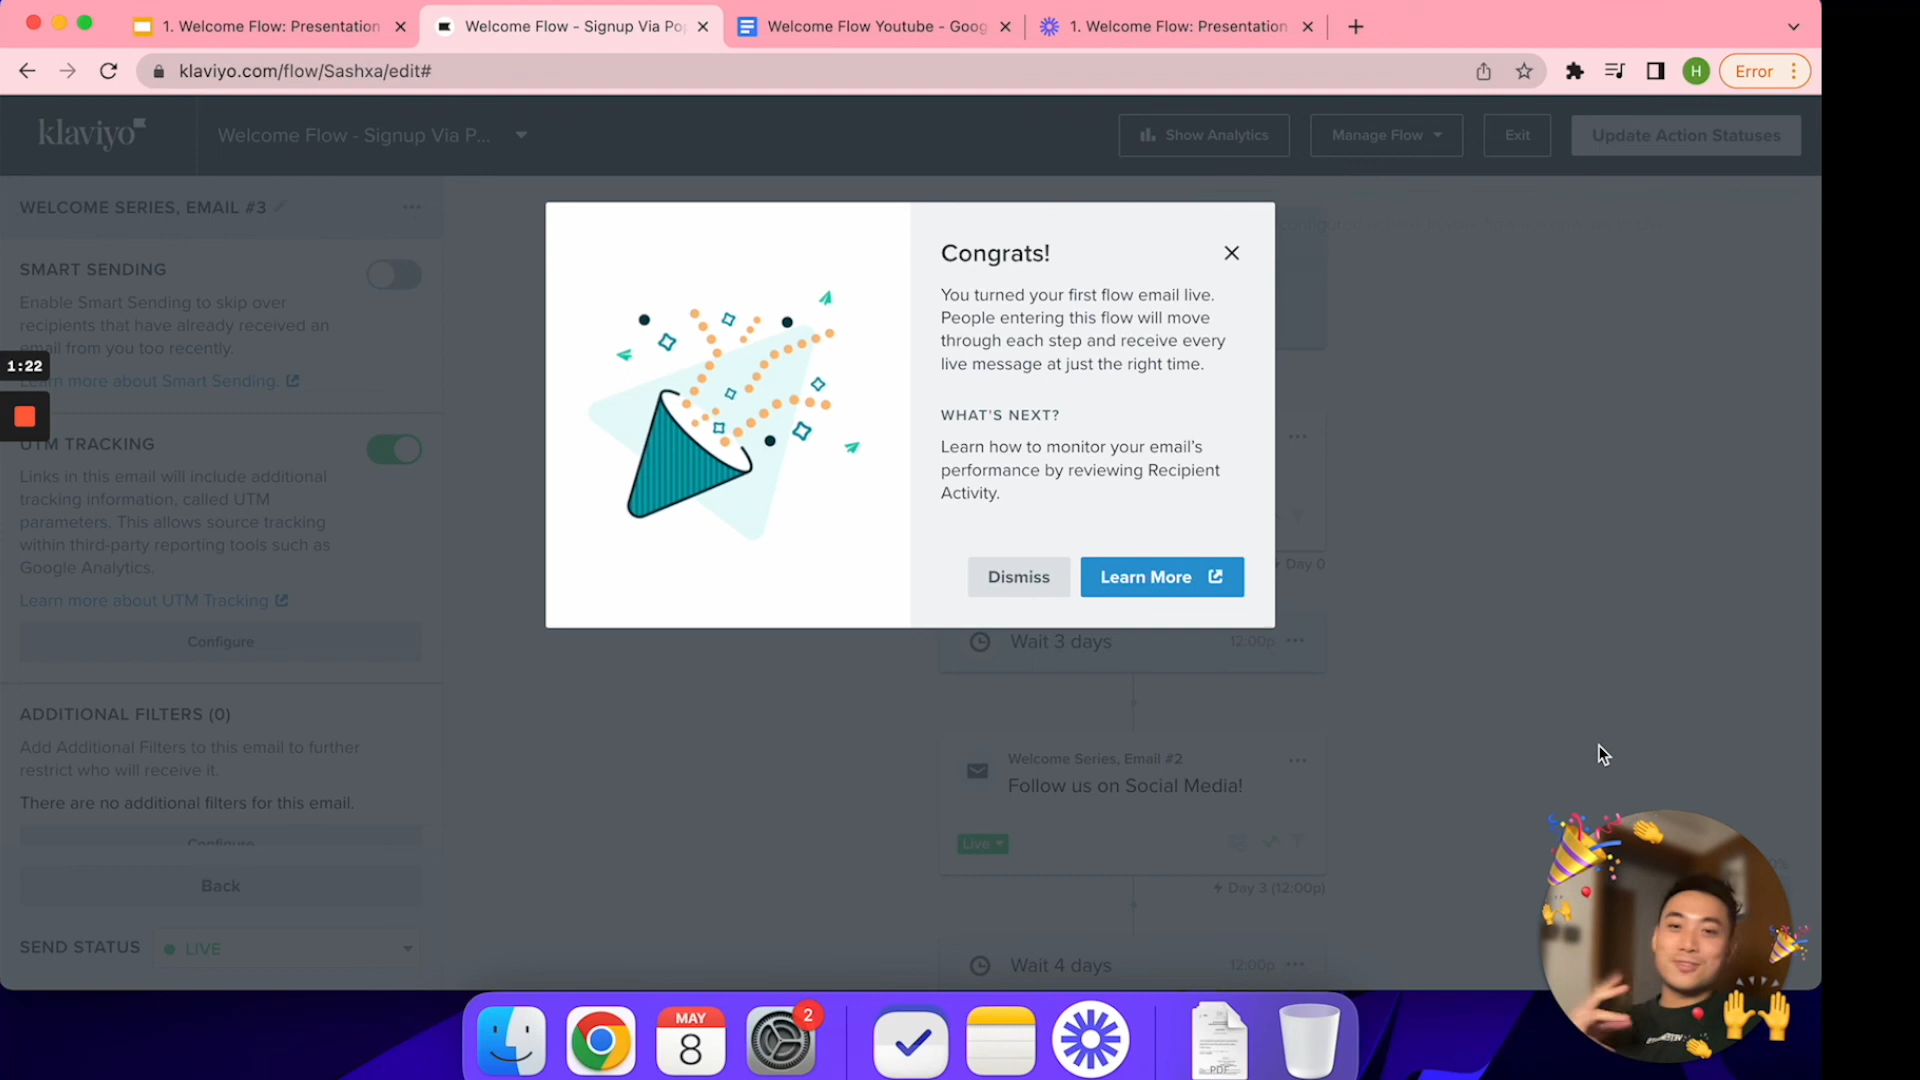 1. Welcome Flow: Presentation
Welcome Flow - Signup Via Po
Welcome Flow Youtube - Goog
1. Welcome Flow: Presentation
klaviyo.com/flow/Sashxa/edit#
H
Error
klaviyo
Welcome Flow - Signup Via P...
Show Analytics
Manage Flow
Exit
Update Action Statuses
WELCOME SERIES, EMAIL #3
SMART SENDING
Enable Smart Sending to skip over
recipients that have already received an
email from you too recently.
Learn more about Smart Sending.
1:22
UTM TRACKING
Links in this email will include additional
tracking information, called UTM
parameters. This allows source tracking
within third-party reporting tools such as
Google Analytics.
Learn more about UTM Tracking
Configure
ADDITIONAL FILTERS (0)
Add Additional Filters to this email to further
restrict who will receive it.
There are no additional filters for this email.
Configure
Back
SEND STATUS
LIVE
Congrats!
You turned your first flow email live.
People entering this flow will move
through each step and receive every
live message at just the right time.
WHAT'S NEXT?
Learn how to monitor your email's
performance by reviewing Recipient
Activity.
Dismiss
Learn More
Day 0
Wait 3 days
12:00p
Welcome Series, Email #2
Follow us on Social Media!
Live
Day 3 (12:00p)
Wait 4 days
12:00p
MAY
8
2
PDF